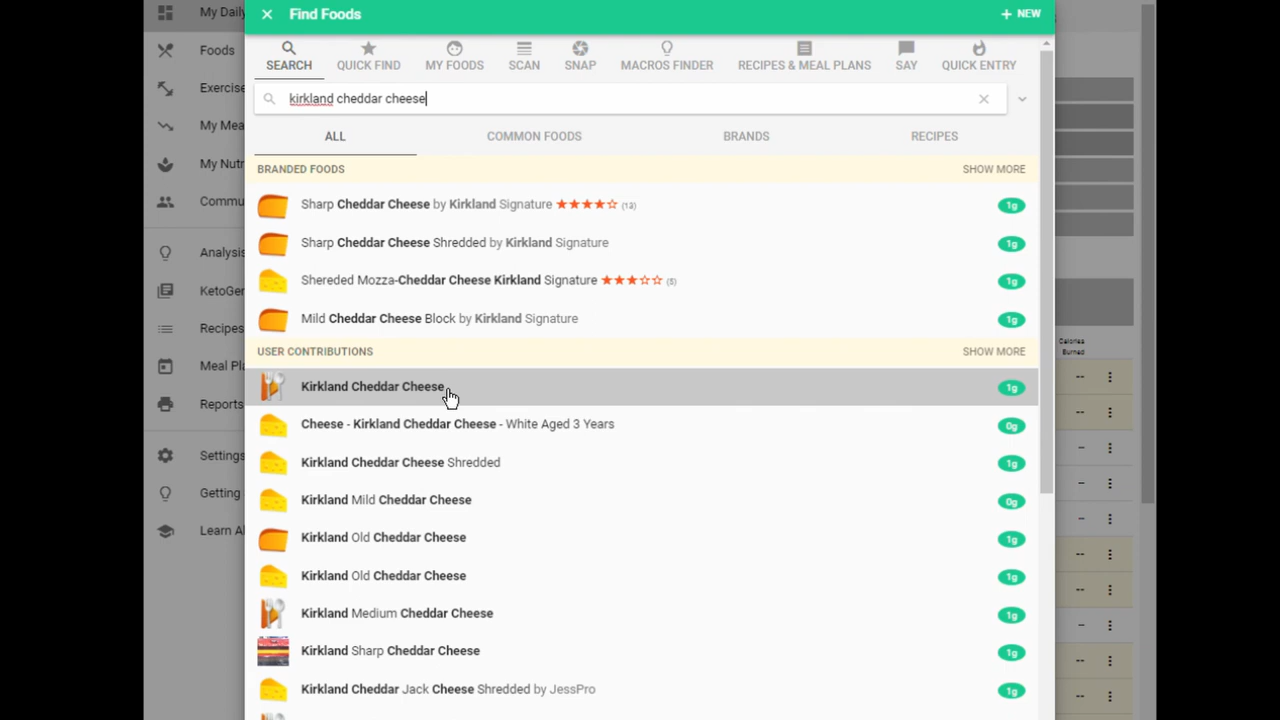 My Daily
Foods
Exercise
My Mea
My Nutr
Commu
Analysis
KetoGen
Recipes
Meal Pla
Reports
Settings
Getting
Learn Al
Find Foods
+ NEW
SEARCH
QUICK FIND
MY FOODS
SCAN
SNAP
MACROS FINDER
RECIPES & MEAL PLANS
SAY
QUICK ENTRY
kirkland cheddar cheese
ALL
COMMON FOODS
BRANDS
RECIPES
BRANDED FOODS
SHOW MORE
Sharp Cheddar Cheese by Kirkland Signature ★★★★☆ (13) 1g
Sharp Cheddar Cheese Shredded by Kirkland Signature 1g
Shereded Mozza-Cheddar Cheese Kirkland Signature ★★★☆☆ (5) 1g
Mild Cheddar Cheese Block by Kirkland Signature 1g
USER CONTRIBUTIONS
SHOW MORE
Kirkland Cheddar Cheese 1g
Cheese - Kirkland Cheddar Cheese - White Aged 3 Years 0g
Kirkland Cheddar Cheese Shredded 1g
Kirkland Mild Cheddar Cheese 0g
Kirkland Old Cheddar Cheese 1g
Kirkland Old Cheddar Cheese 1g
Kirkland Medium Cheddar Cheese 1g
Kirkland Sharp Cheddar Cheese 1g
Kirkland Cheddar Jack Cheese Shredded by JessPro 1g
Calories
Burned
--
--
--
--
--
--
--
--
--
--